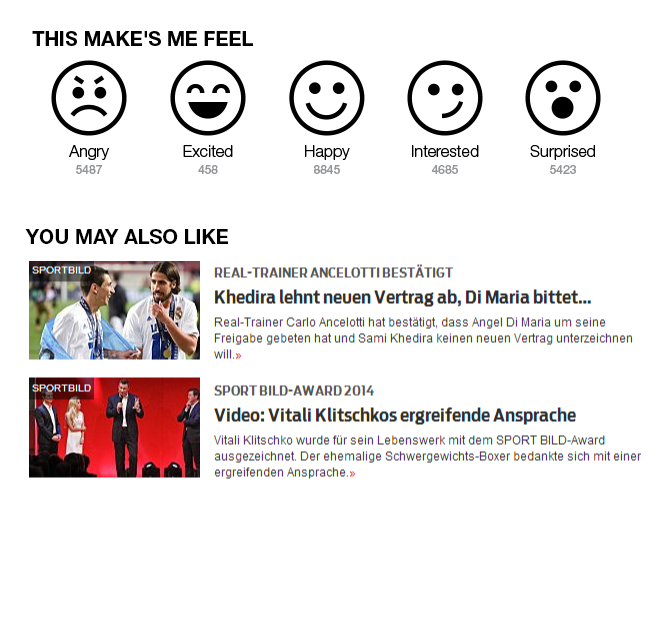 THIS MAKE'S ME FEEL
Angry Excited Happy Interested Surprised
5487 458 8845 4685 5423
YOU MAY ALSO LIKE
SPORTBILD
REAL-TRAINER ANCELOTTI BESTÄTIGT
Khedira lehnt neuen Vertrag ab, Di Maria bittet...
Real-Trainer Carlo Ancelotti hat bestätigt, dass Angel Di Maria um seine
Freigabe gebeten hat und Sami Khedira keinen neuen Vertrag unterzeichnen
will.»
SPORTBILD
SPORT BILD-AWARD 2014
Video: Vitali Klitschkos ergreifende Ansprache
Vitali Klitschko wurde für sein Lebenswerk mit dem SPORT BILD-Award
ausgezeichnet. Der ehemalige Schwergewichts-Boxer bedankte sich mit einer
ergreifenden Ansprache.»